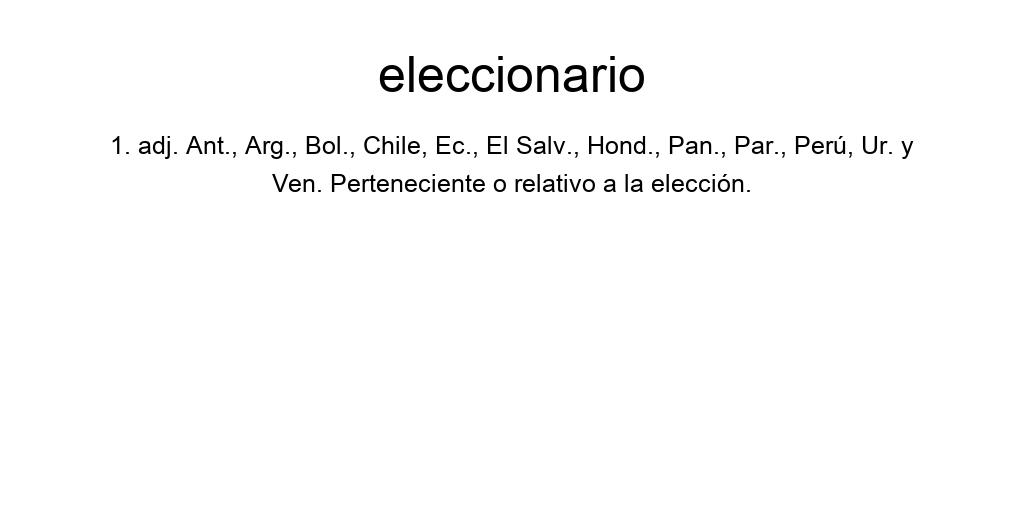 eleccionario
1. adj. Ant., Arg., Bol., Chile, Ec., El Salv., Hond., Pan., Par., Perú, Ur. y
Ven. Perteneciente o relativo a la elección.